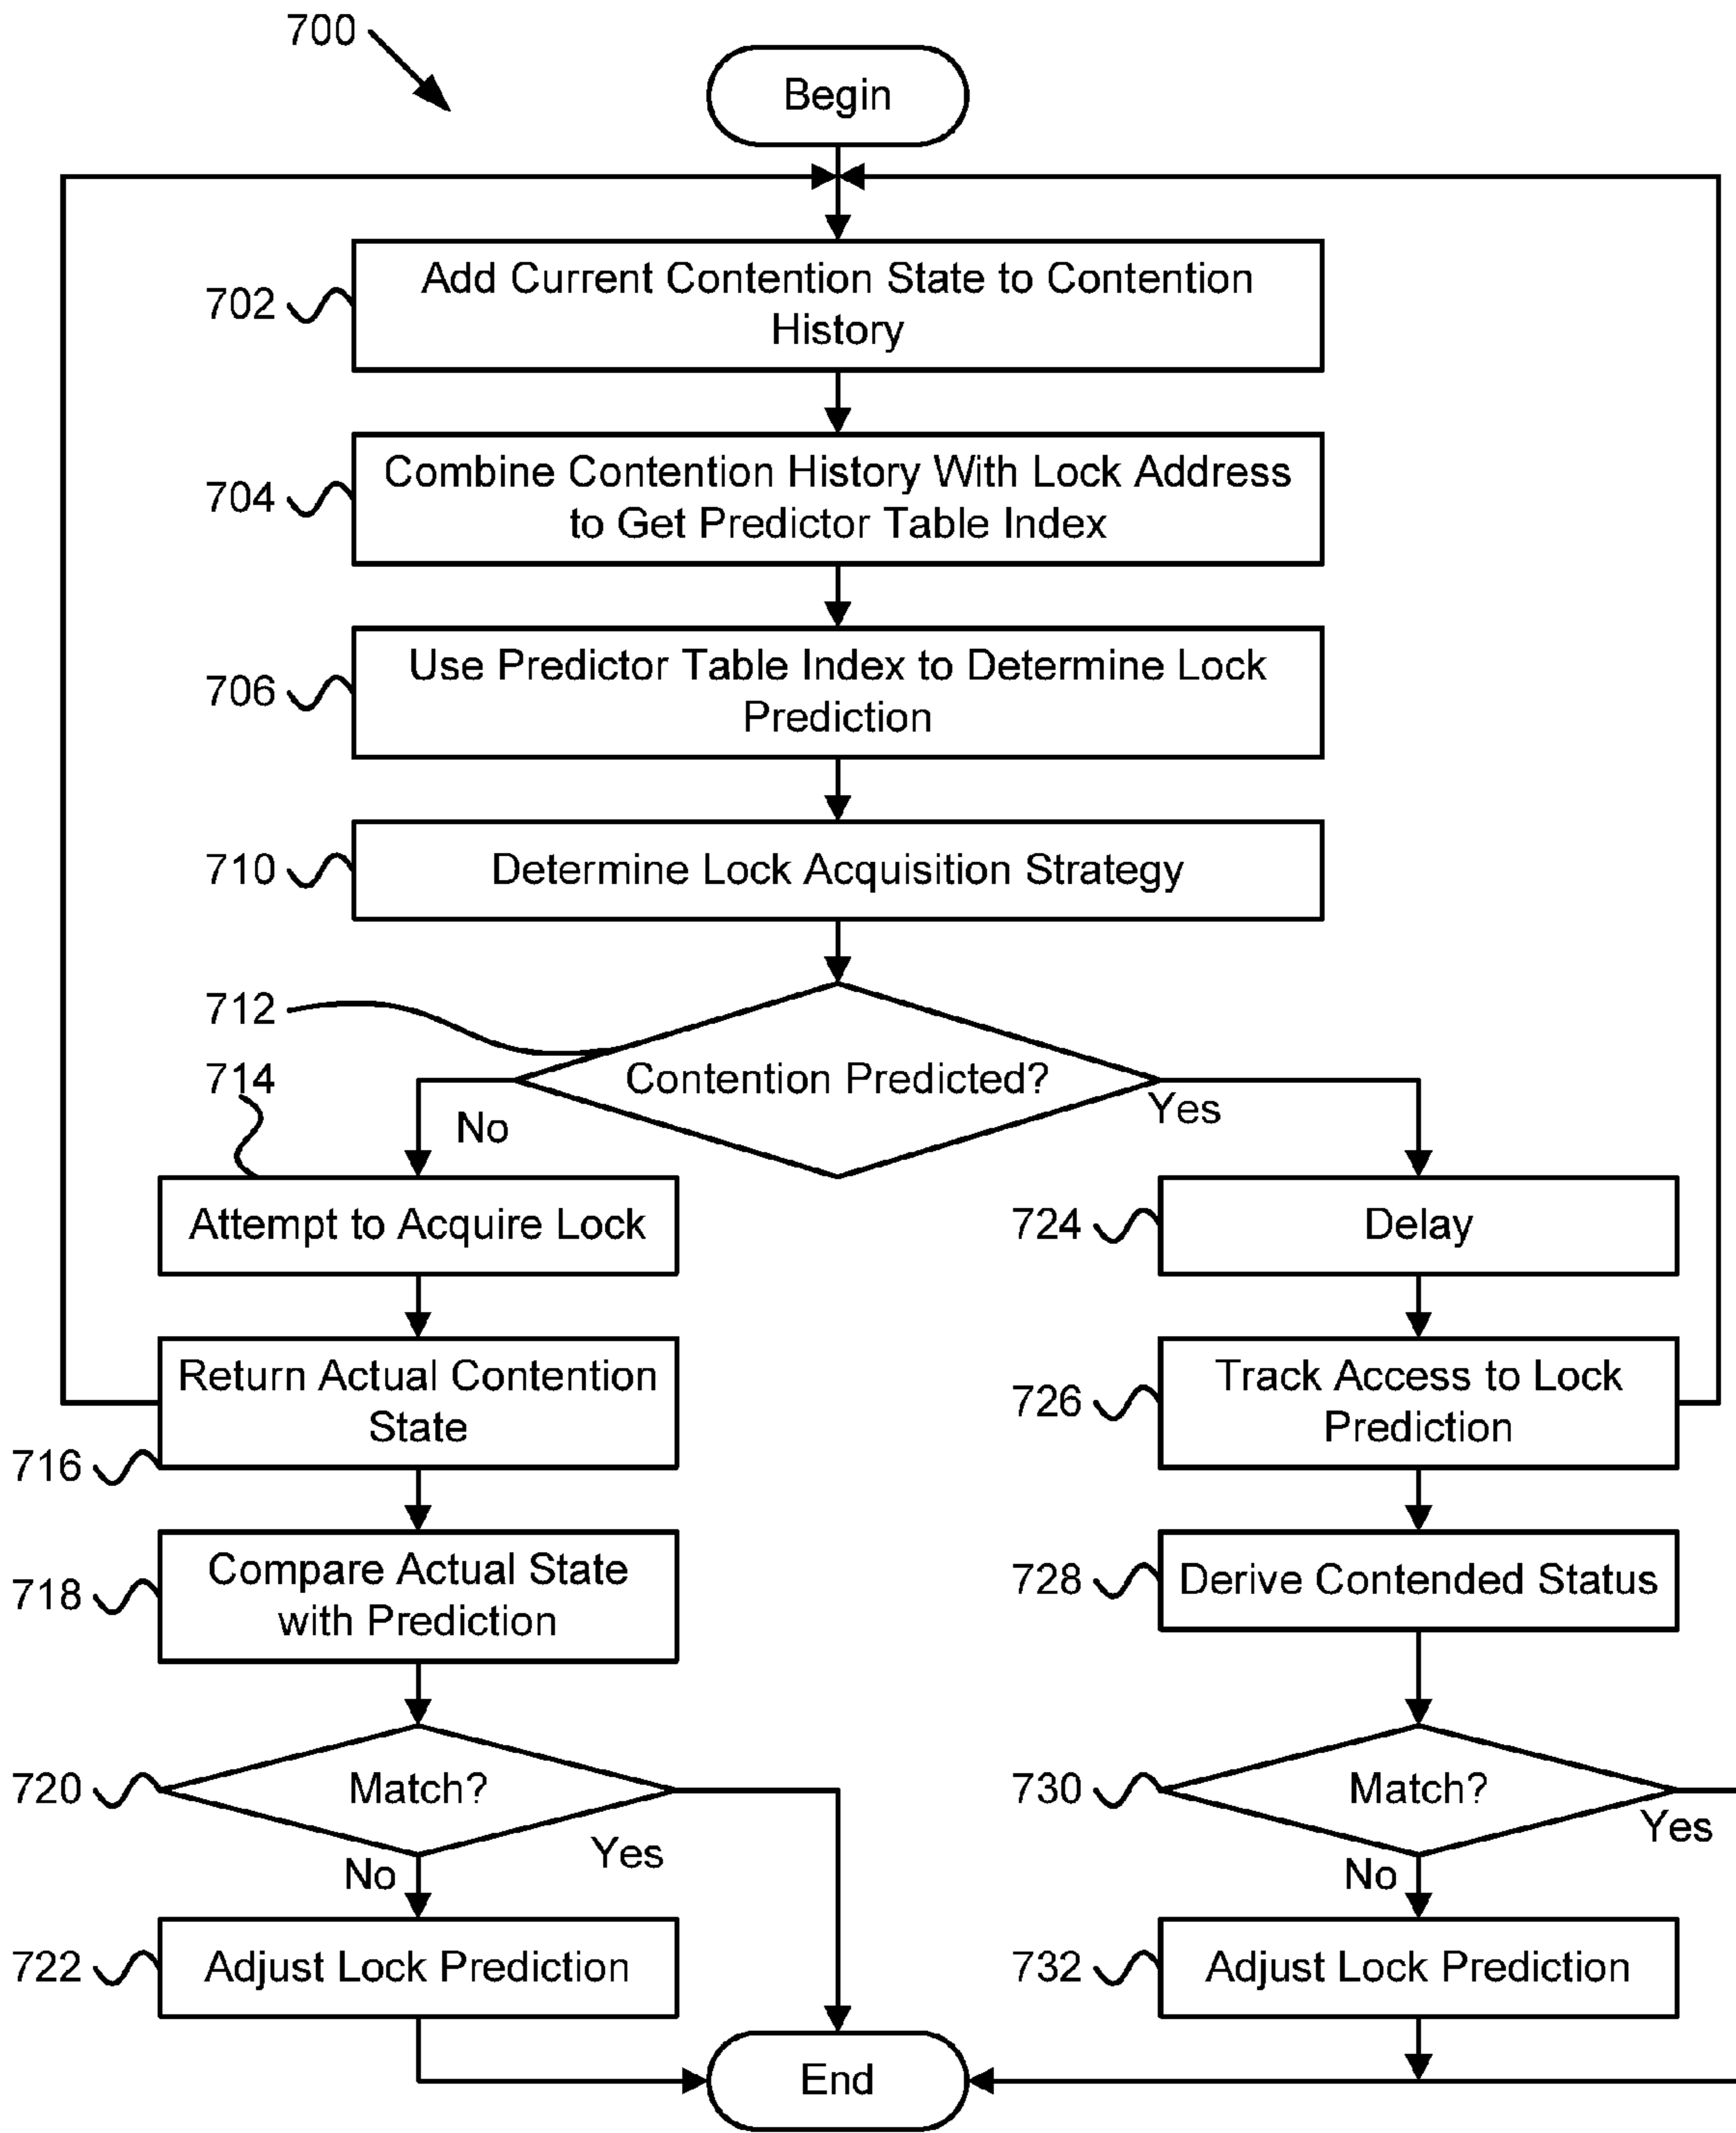 700
Begin
702
Add Current Contention State to Contention
History
704
Combine Contention History With Lock Address
to Get Predictor Table Index
706
Use Predictor Table Index to Determine Lock
Prediction
710
Determine Lock Acquisition Strategy
712
Contention Predicted?
714
No
Yes
Attempt to Acquire Lock
724
Delay
Return Actual Contention
State
716
726
Track Access to Lock
Prediction
718
Compare Actual State
with Prediction
728
Derive Contended Status
720
Match?
Yes
No
730
Match?
Yes
No
722
Adjust Lock Prediction
732
Adjust Lock Prediction
End